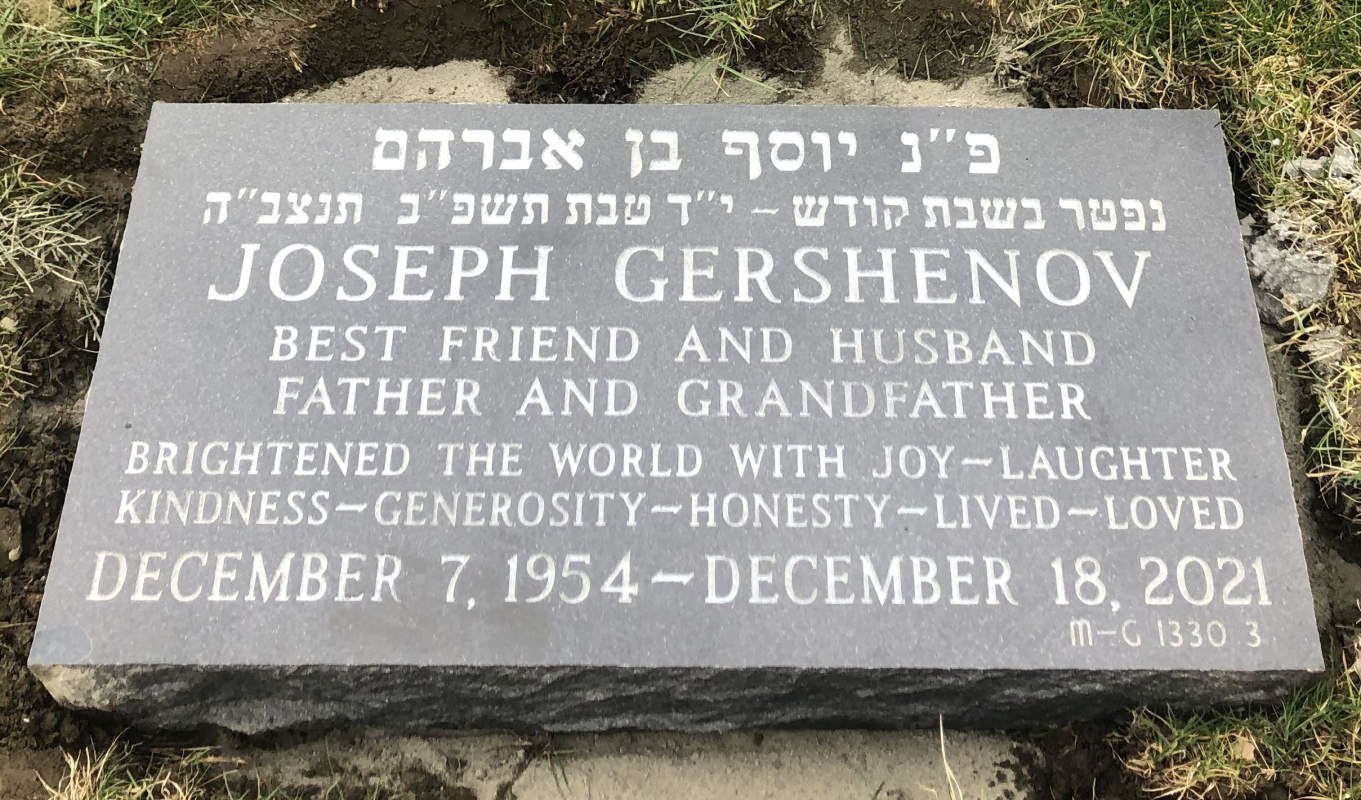 פ״נ יוסף בן אברהם
נפטר בשבת קודש – י״ד טבת תשפ״ב תנצב״ה
JOSEPH GERSHENOV
BEST FRIEND AND HUSBAND
FATHER AND GRANDFATHER
BRIGHTENED THE WORLD WITH JOY–LAUGHTER
KINDNESS–GENEROSITY–HONESTY–LIVED–LOVED
DECEMBER 7, 1954–DECEMBER 18, 2021
M–G 1330 3